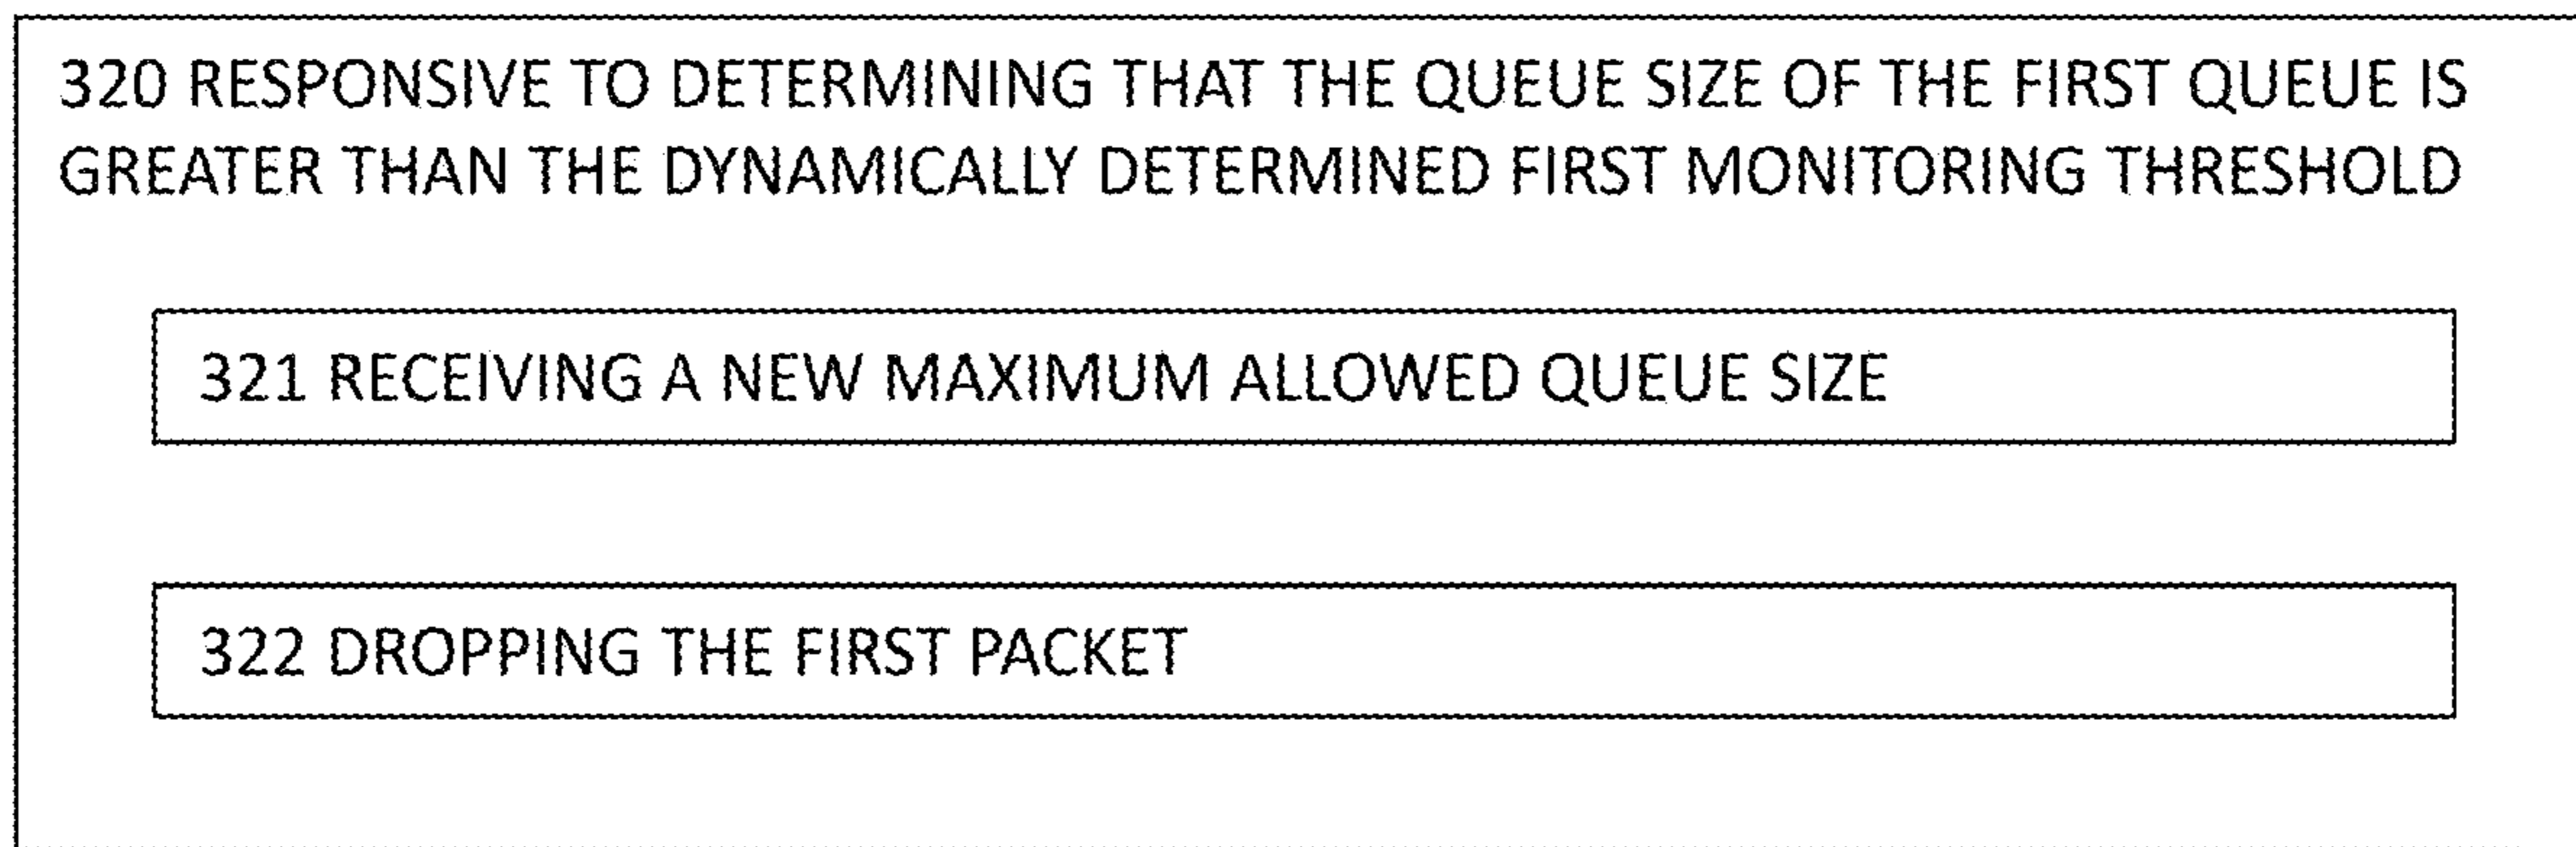 320 RESPONSIVE TO DETERMINING THAT THE QUEUE SIZE OF THE FIRST QUEUE IS
GREATER THAN THE DYNAMICALLY DETERMINED FIRST MONITORING THRESHOLD
321 RECEIVING A NEW MAXIMUM ALLOWED QUEUE SIZE
322 DROPPING THE FIRST PACKET